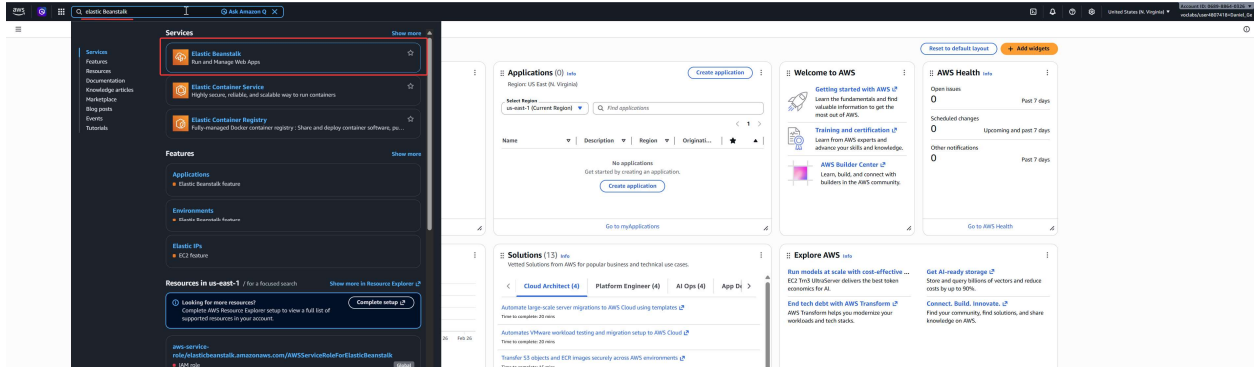 aws
elastic Beanstalk
Ask Amazon Q
United States (N. Virginia)
Services
Show more
Services
Features
Resources
Documentation
Knowledge articles
Marketplace
Blog posts
Events
Tutorials
Elastic Beanstalk
Run and Manage Web Apps
Elastic Container Service
Highly secure, reliable, and scalable way to run containers
Elastic Container Registry
Fully-managed Docker container registry : Share and deploy container software, pu...
Features
Show more
Applications
Elastic Beanstalk feature
Environments
Elastic Beanstalk feature
Elastic IPs
EC2 feature
Resources in us-east-1 / for a focused search
Show more in Resource Explorer
Looking for more resources?
Complete AWS Resource Explorer setup to view a full list of
supported resources in your account.
Complete setup
aws-service-
role/elasticbeanstalk.amazonaws.com/AWSServiceRoleForElasticBeanstalk
IAM role
Global
Reset to default layout
+ Add widgets
Applications (0) Info
Create application
Region: US East (N. Virginia)
Select Region
us-east-1 (Current Region)
Find applications
1
Name
Description
Region
Originati...
No applications
Get started by creating an application.
Create application
Go to myApplications
Welcome to AWS
Getting started with AWS
Learn the fundamentals and find
valuable information to get the
most out of AWS.
Training and certification
Learn from AWS experts and
advance your skills and knowledge.
AWS Builder Center
Learn, build, and connect with
builders in the AWS community.
AWS Health Info
Open issues
0
Past 7 days
Scheduled changes
0
Upcoming and past 7 days
Other notifications
0
Past 7 days
Go to AWS Health
26 Feb 26
Solutions (13) Info
Vetted Solutions from AWS for popular business and technical use cases.
Cloud Architect (4)
Platform Engineer (4)
AI Ops (4)
App De
Automate large-scale server migrations to AWS Cloud using templates
Time to complete: 20 mins
Automates VMware workload testing and migration setup to AWS Cloud
Time to complete: 20 mins
Transfer S3 objects and ECR images securely across AWS environments
Explore AWS Info
Run models at scale with cost-effective ...
EC2 Trn3 UltraServer delivers the best token
economics for AI.
End tech debt with AWS Transform
AWS Transform helps you modernize your
workloads and tech stacks.
Get AI-ready storage
Store and query billions of vectors and reduce
costs by up to 90%.
Connect. Build. Innovate.
Find your community, find solutions, and share
knowledge on AWS.